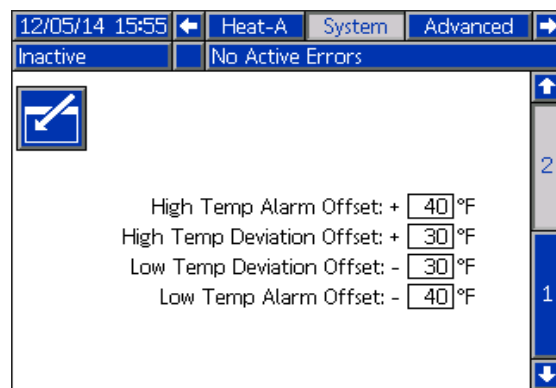 12/05/14 15:55 Heat-A System Advanced
Inactive No Active Errors
2
High Temp Alarm Offset: + 40 °F
High Temp Deviation Offset: + 30 °F
Low Temp Deviation Offset: - 30 °F
Low Temp Alarm Offset: - 40 °F
1